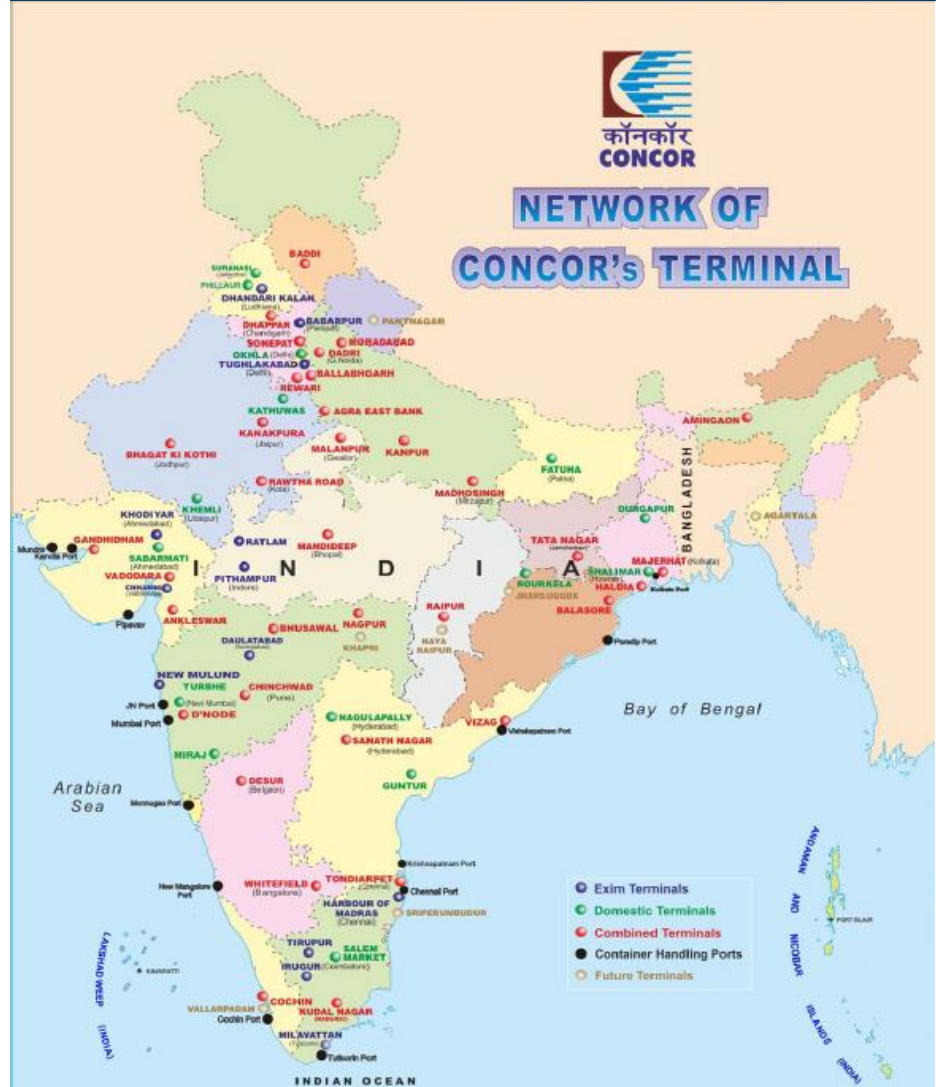 कॉनकॉर
CONCOR
NETWORK OF
CONCOR's TERMINAL
BADDI
SURANASI
PHILLAUR
DHANDARI KALAN
(Ludhiana)
DHAPPAR
(Chandigarh)
BABARPUR
(Panipat)
PANTNAGAR
SONEPAT
MORADABAD
OKHLA (Delhi)
DADRI
(G.Noida)
TUGHLAKABAD
(Delhi)
BALLABHGARH
REWARI
KATHUWAS
AGRA EAST BANK
KANAKPURA
(Jaipur)
MALANPUR
(Gwalior)
KANPUR
AMINGAON
BHAGAT KI KOTHI
(Jodhpur)
RAWTHA ROAD
(Kota)
MADHOSINGH
(Mirzapur)
FATUHA
(Patna)
BANGLADESH
KHEMLI
(Udaipur)
DURGAPUR
AGARTALA
KHODIYAR
(Ahmedabad)
RATLAM
MANDIDEEP
(Bhopal)
TATA NAGAR
(Jamshedpur)
Mundra
Kandla Port
GANDHIDHAM
SABARMATI
(Ahmedabad)
MAJERHAT (Kolkata)
INDIA
VADODARA
PITHAMPUR
(Indore)
ROURKELA
SHALIMAR
(Howrah)
Kolkata Port
CHHANNI
JHARSUGUDA
HALDIA
BALASORE
Pipavav
ANKLESWAR
RAIPUR
NAYA
RAIPUR
BHUSAWAL
NAGPUR
KHAPRI
DAULATABAD
Paradip Port
NEW MULUND
TURBHE
(Navi Mumbai)
CHINCHWAD
(Pune)
JN Port
D'NODE
Mumbai Port
NAGULAPALLY
(Hyderabad)
VIZAG
Vishakapatnam Port
Bay of Bengal
SANATH NAGAR
(Hyderabad)
MIRAJ
DESUR
(Belgaon)
GUNTUR
Arabian
Sea
Mormugao Port
Krishnapatnam Port
New Mangalore
Port
WHITEFIELD
(Bangalore)
TONDIARPET
(Chennai)
Chennai Port
HARBOUR OF
MADRAS
(Chennai)
SRIPERUMBUDUR
Exim Terminals
Domestic Terminals
Combined Terminals
Container Handling Ports
Future Terminals
ANDAMAN AND NICOBAR ISLANDS (INDIA)
PORT BLAIR
LAKSHADWEEP (INDIA)
KAVARATTI
TIRUPUR
SALEM
MARKET
IRUGUR (Coimbatore)
COCHIN
VALLARPADAM
Cochin Port
KUDAL NAGAR
(MADURAI)
MILAVATTAN
Tuticorin Port
INDIAN OCEAN